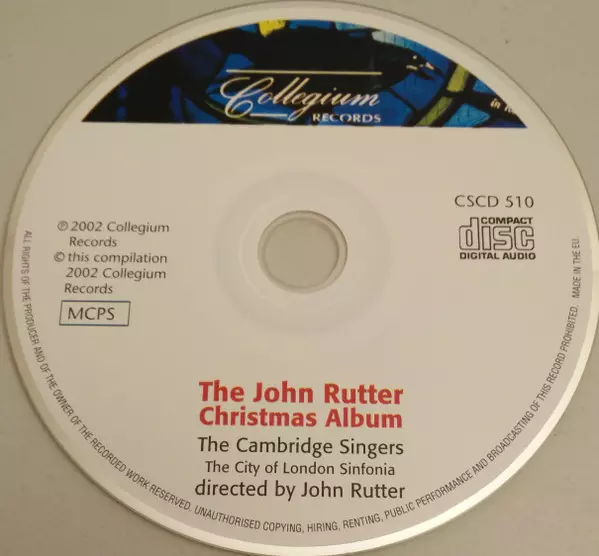 Collegium
RECORDS
in
CSCD 510
COMPACT
disc
DIGITAL AUDIO
℗ 2002 Collegium
Records
© this compilation
2002 Collegium
Records
MCPS
The John Rutter
Christmas Album
The Cambridge Singers
The City of London Sinfonia
directed by John Rutter
ALL RIGHTS OF THE PRODUCER AND OF THE OWNER OF THE RECORDED WORK RESERVED. UNAUTHORISED COPYING, HIRING, RENTING, PUBLIC PERFORMANCE AND BROADCASTING OF THIS RECORD PROHIBITED. MADE IN THE EU.